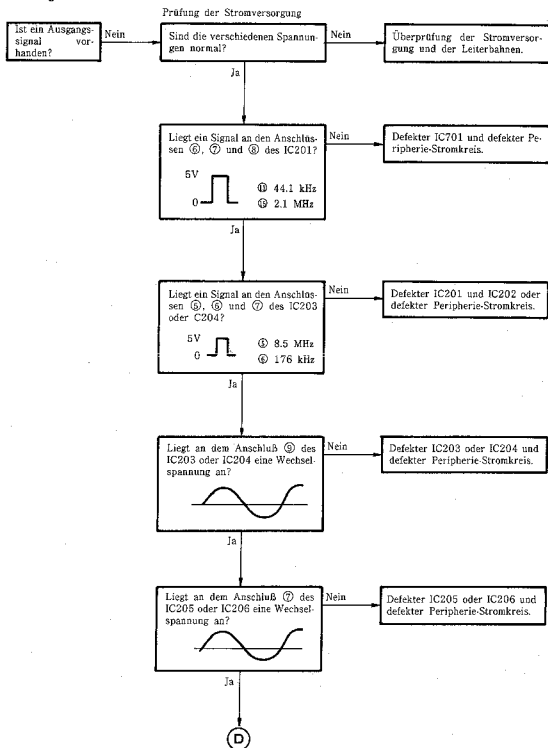 Prüfung der Stromversorgung
Ist ein Ausgangs-
signal vor-
handen?
Nein
Sind die verschiedenen Spannun-
gen normal?
Nein
Überprüfung der Stromversor-
gung und der Leiterbahnen.
Ja
Liegt ein Signal an den Anschlüs-
sen ⑥, ⑦ und ⑧ des IC201?
5V
0
⑪ 44.1 kHz
2.1 MHz
Nein
Defekter IC701 und defekter Pe-
ripherie-Stromkreis.
Ja
Liegt ein Signal an den Anschlüs-
sen ⑤, ⑥ und ⑦ des IC203
oder C204?
5V
0
⑤ 8.5 MHz
⑥ 176 kHz
Nein
Defekter IC201 und IC202 oder
defekter Peripherie-Stromkreis.
Ja
Liegt an dem Anschluß ⑨ des
IC203 oder IC204 eine Wechsel-
spannung an?
Nein
Defekter IC203 oder IC204 und
defekter Peripherie-Stromkreis.
Ja
Liegt an dem Anschluß ⑦ des
IC205 oder IC206 eine Wechsel-
spannung an?
Nein
Defekter IC205 oder IC206 und
defekter Peripherie-Stromkreis.
Ja
D